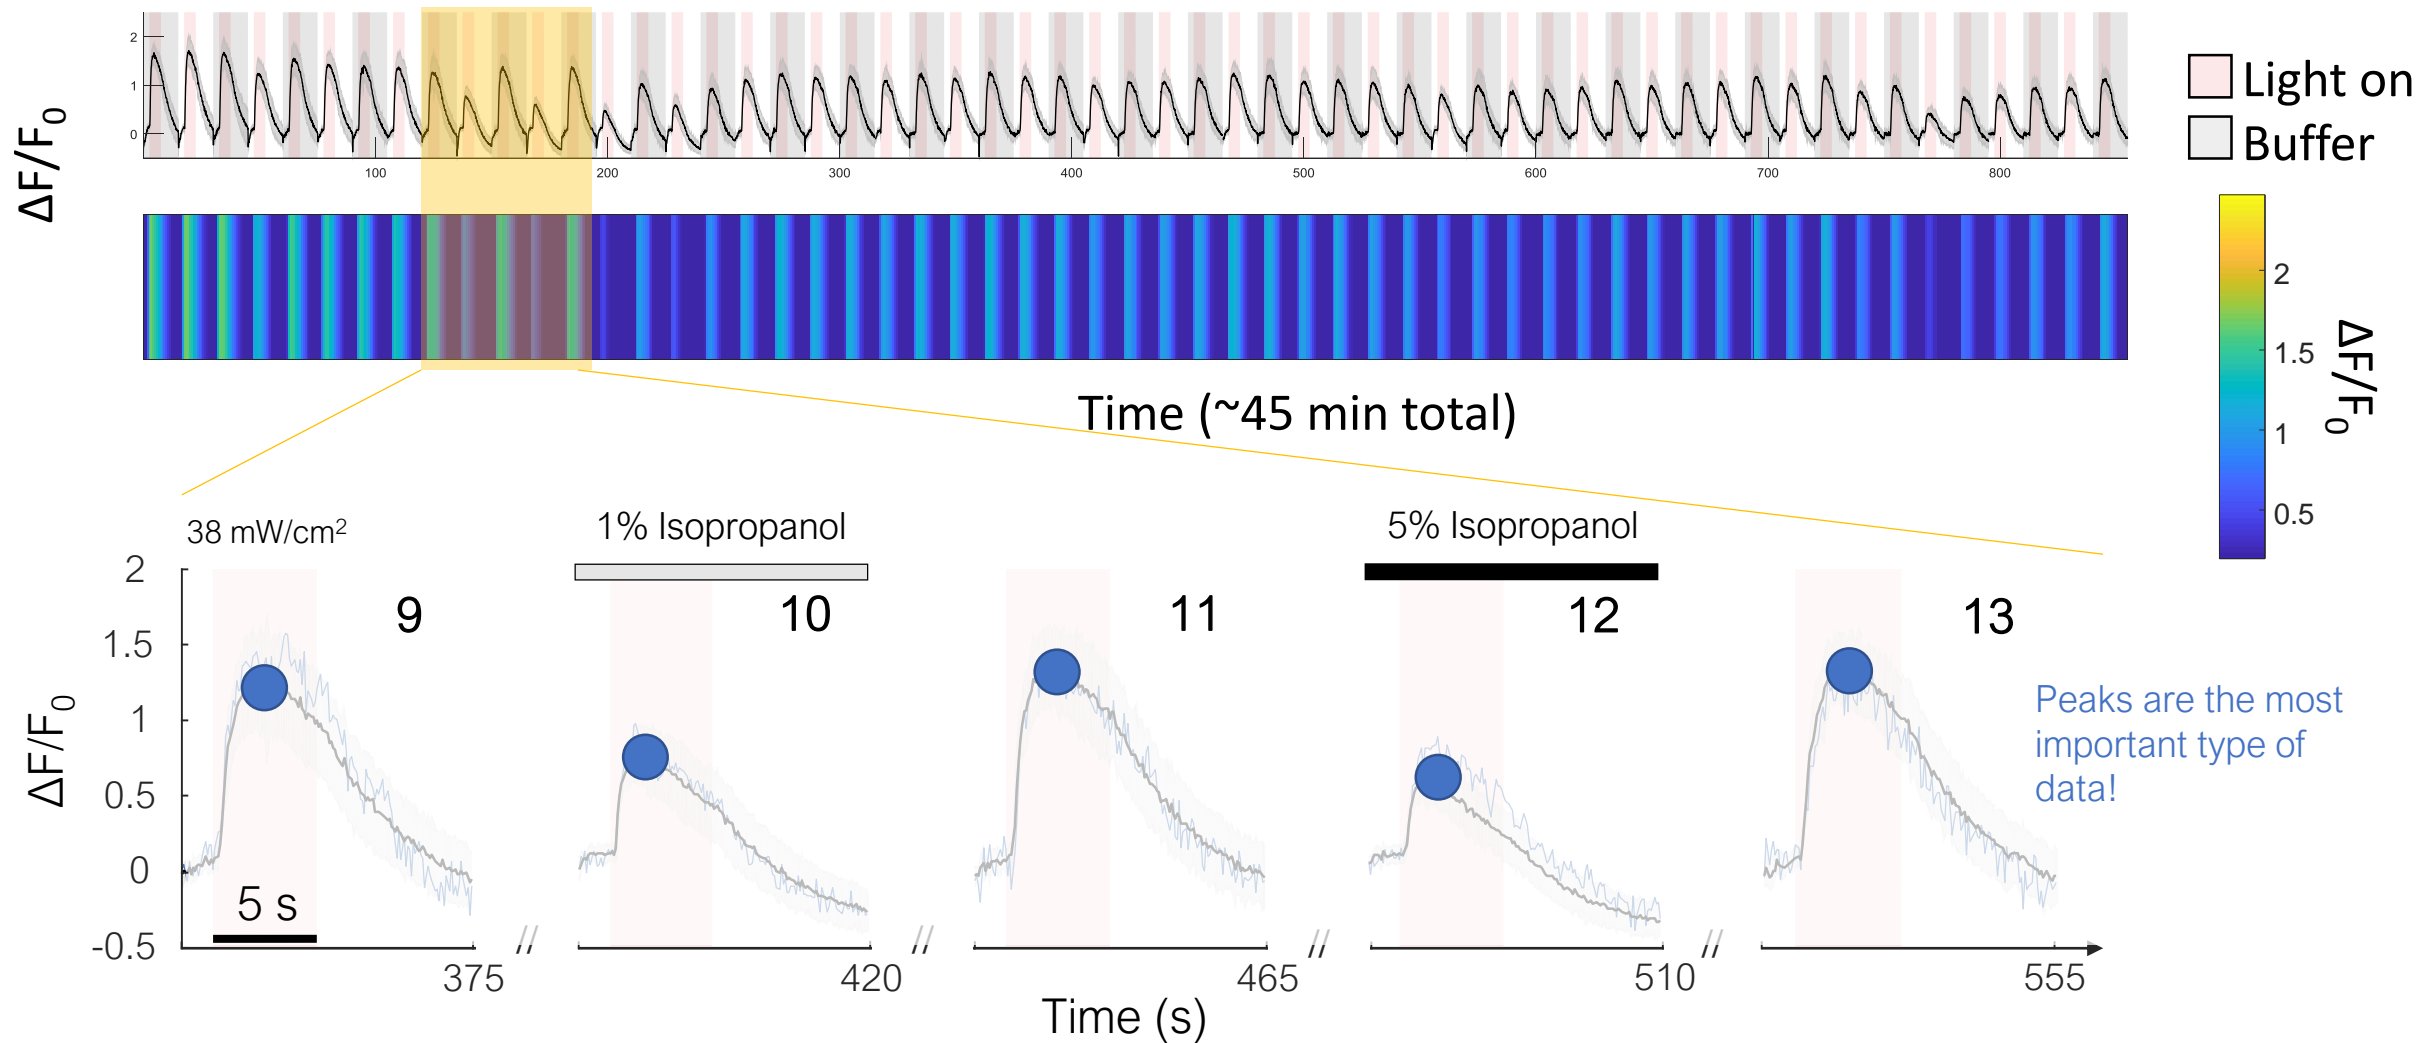 2
1
0
ΔF/F0
100 200 300 400 500 600 700 800
Light on
Buffer
2
1.5
1
0.5
ΔF/F0
Time (~45 min total)
38 mW/cm2
1% Isopropanol
5% Isopropanol
2
1.5
1
0.5
0
-0.5
ΔF/F0
9
10
11
12
13
Peaks are the most
important type of
data!
5 s
// // // //
375 420 465 510 555
Time (s)